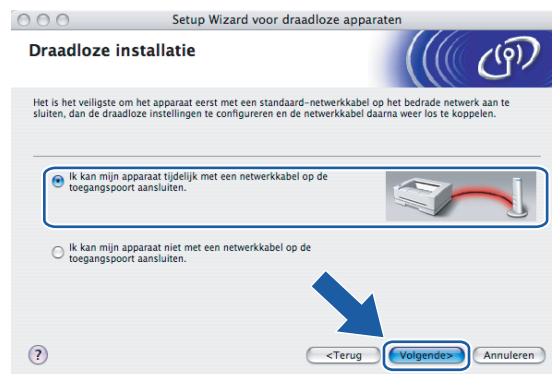 Setup Wizard voor draadloze apparaten
Draadloze installatie
Het is het veiligste om het apparaat eerst met een standaard-netwerkkabel op het bedrade netwerk aan te
sluiten, dan de draadloze instellingen te configureren en de netwerkkabel daarna weer los te koppelen.
Ik kan mijn apparaat tijdelijk met een netwerkkabel op de
toegangspoort aansluiten.
Ik kan mijn apparaat niet met een netwerkkabel op de
toegangspoort aansluiten.
?
<Terug
Volgende>
Annuleren